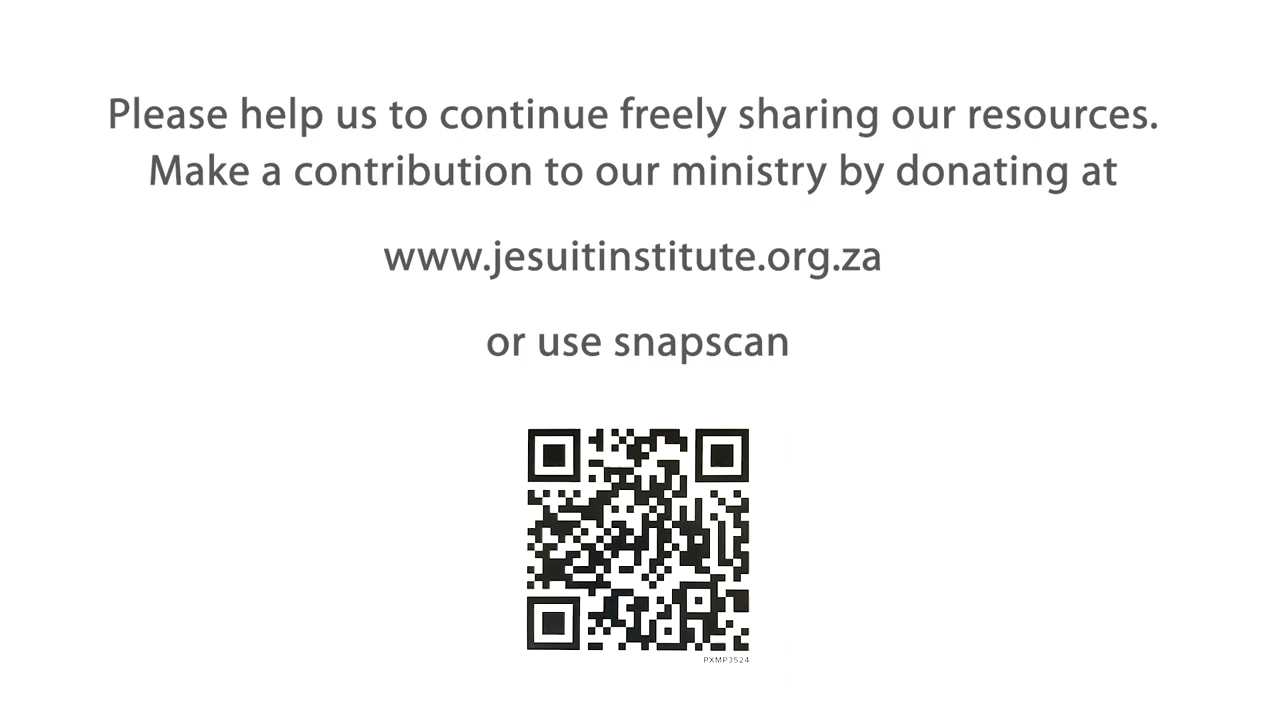 Please help us to continue freely sharing our resources.
Make a contribution to our ministry by donating at
www.jesuitinstitute.org.za
or use snapscan
PXMP3524